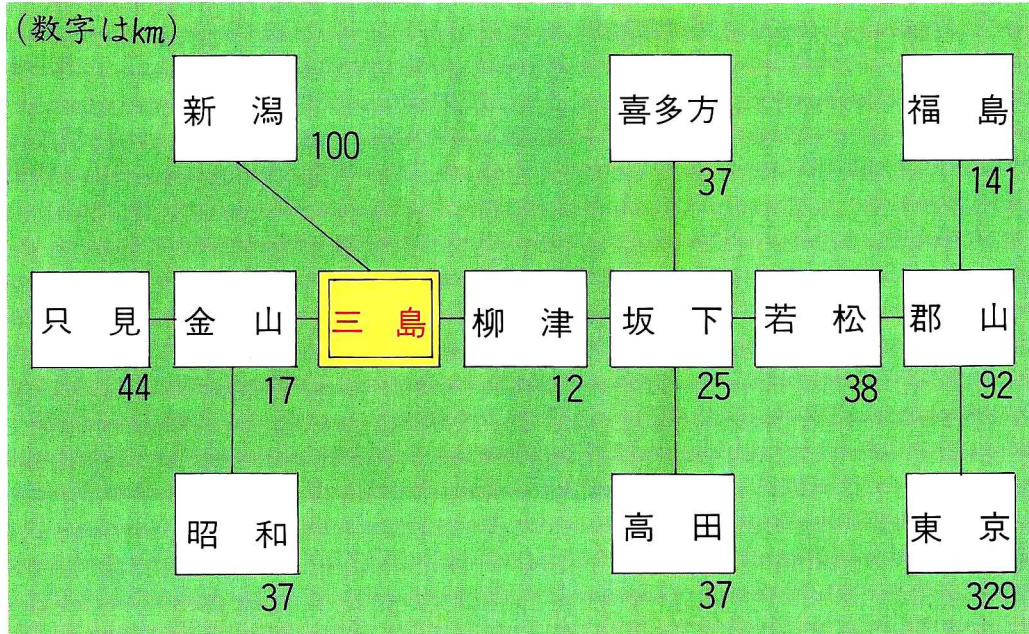 (数字はkm)
新潟
100
喜多方
37
福島
141
只見
44
金山
17
三島
柳津
12
坂下
25
若松
38
郡山
92
昭和
37
高田
37
東京
329